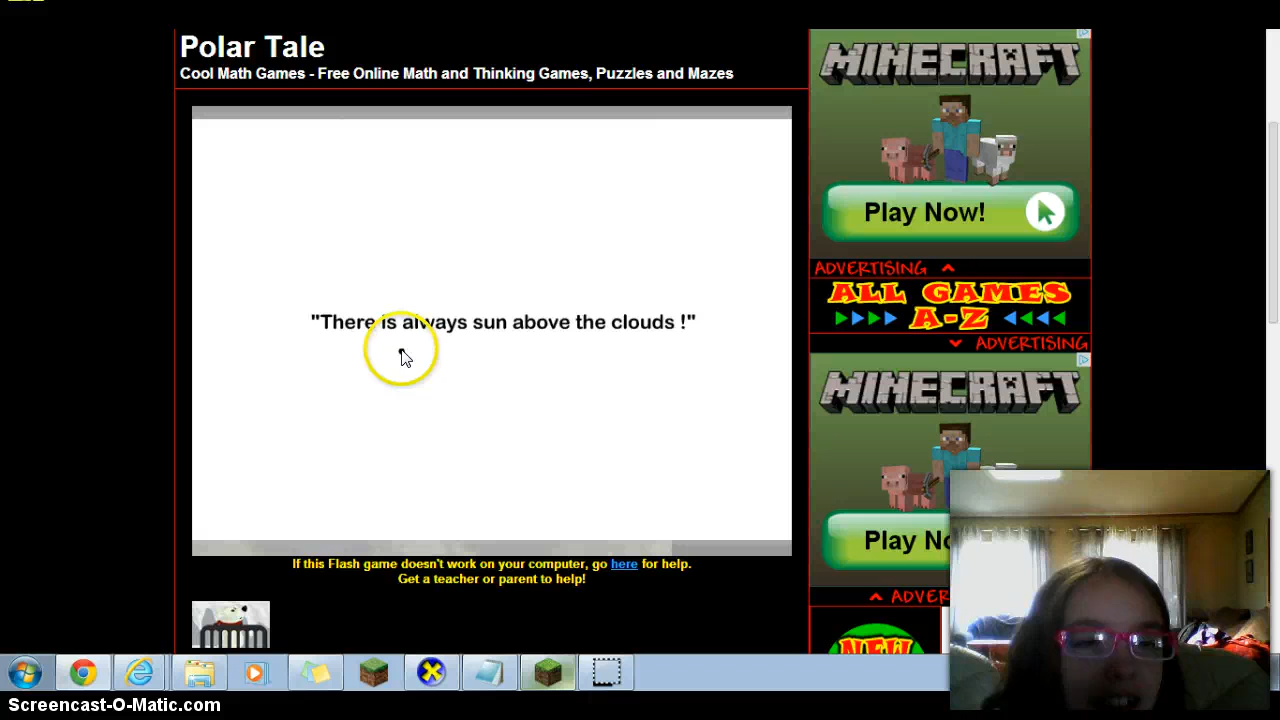 Polar Tale
Cool Math Games - Free Online Math and Thinking Games, Puzzles and Mazes
"There is always sun above the clouds !"
If this Flash game doesn't work on your computer, go here for help.
Get a teacher or parent to help!
MINECRAFT
Play Now!
ADVERTISING
ALL GAMES
A-Z
ADVERTISING
MINECRAFT
Play No
ADVER
NEW
Screencast-O-Matic.com